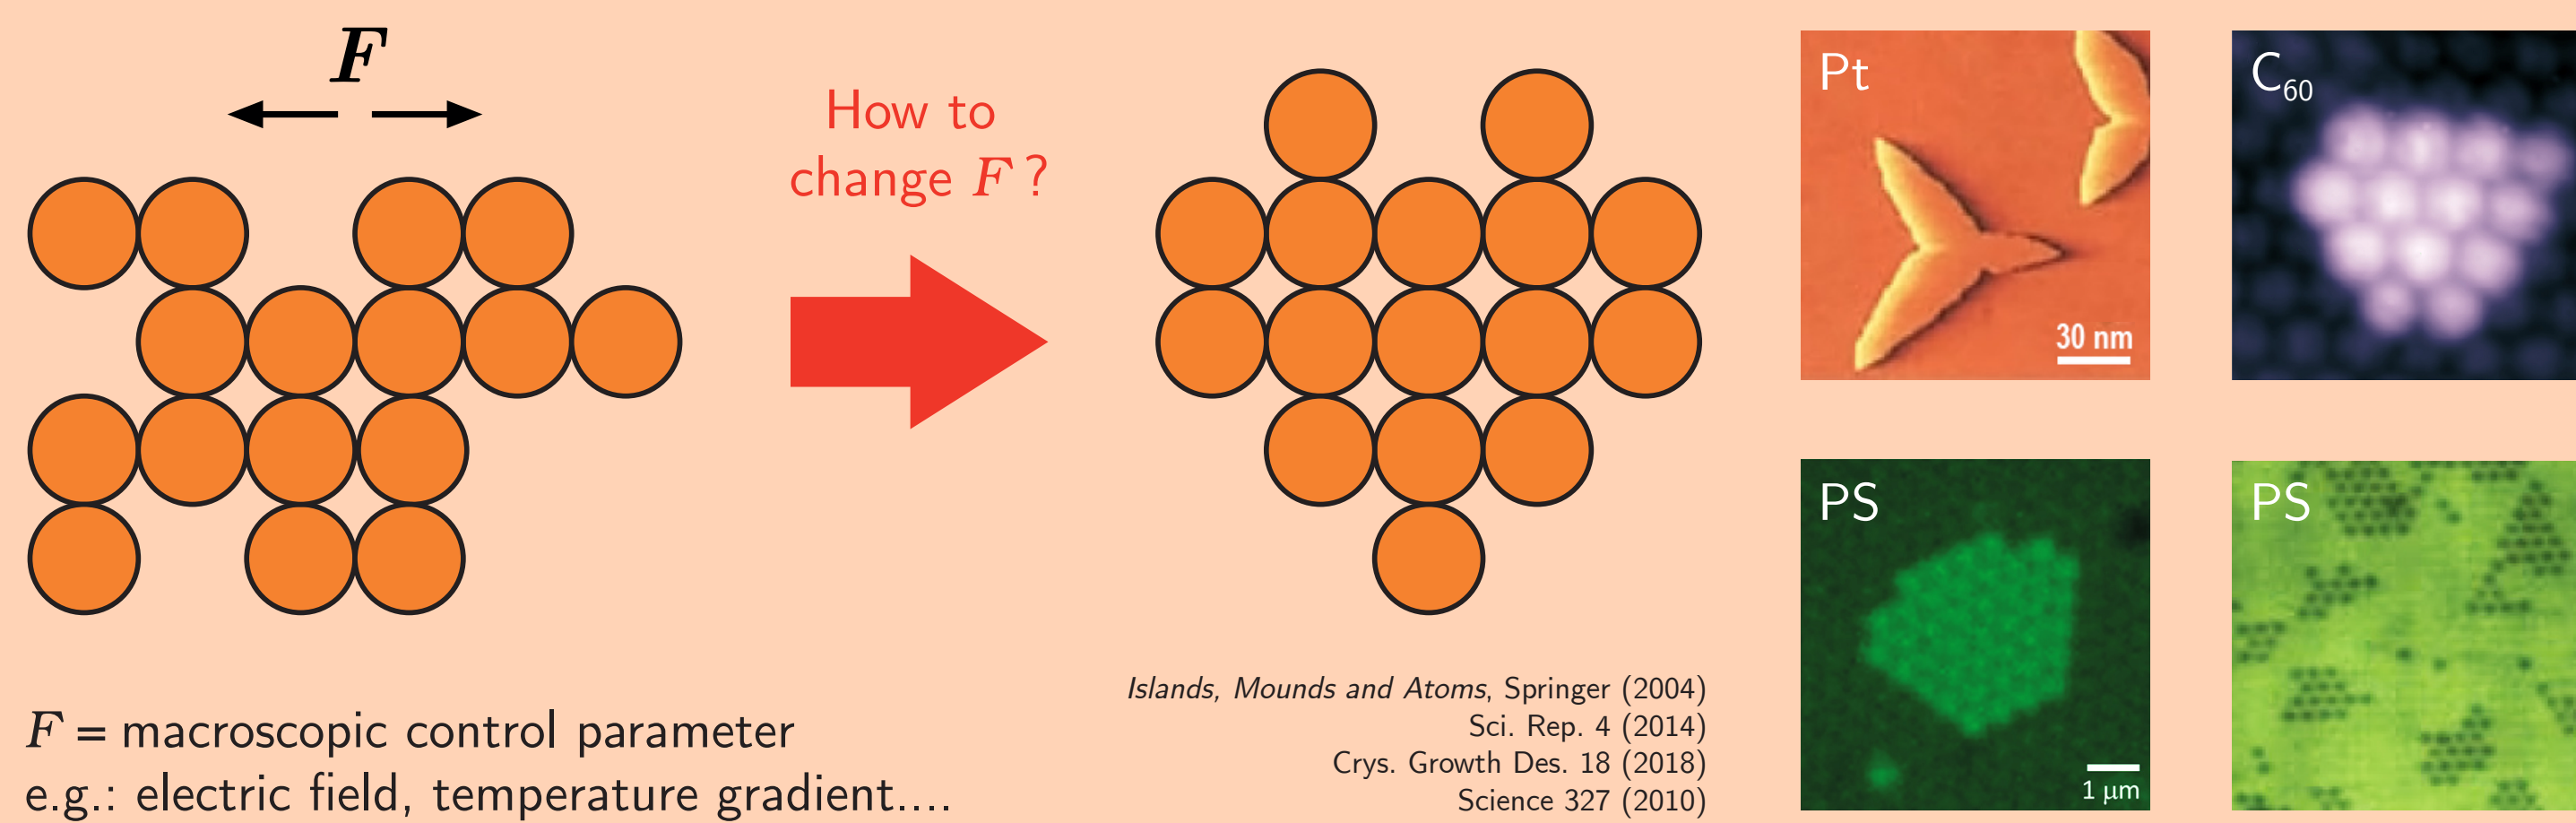 F
How to
change F ?
F = macroscopic control parameter
e.g.: electric field, temperature gradient....
Islands, Mounds and Atoms, Springer (2004)
Sci. Rep. 4 (2014)
Crys. Growth Des. 18 (2018)
Science 327 (2010)
Pt
30 nm
C₆₀
PS
1 μm
PS